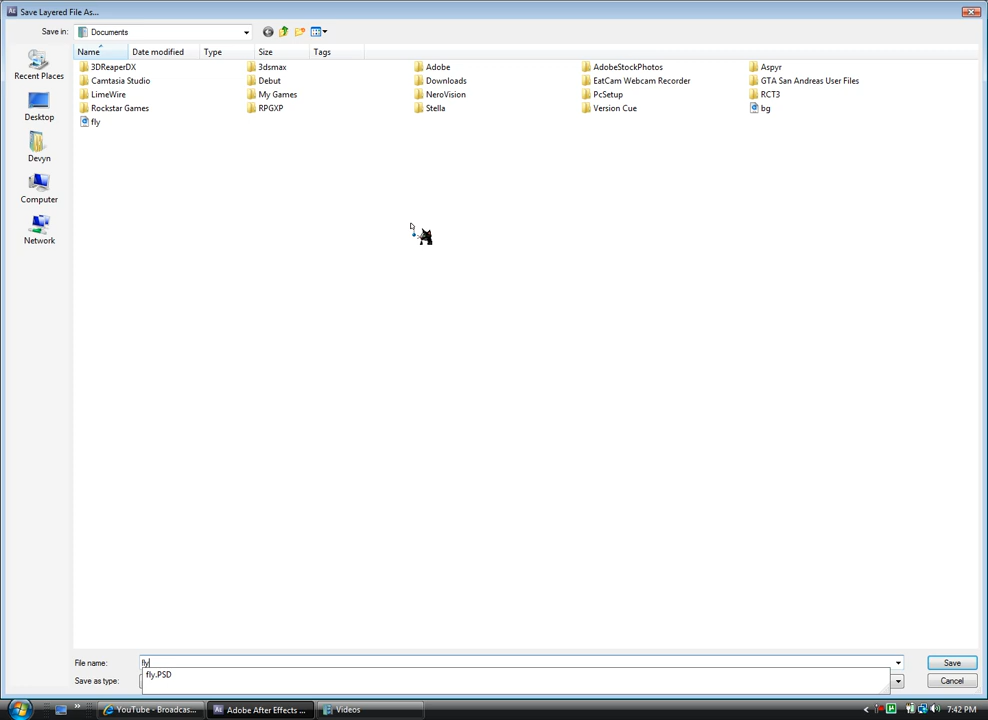 Save Layered File As...
Save in: Documents
Name Date modified Type Size Tags
Recent Places
Desktop
Devyn
Computer
Network
3DReaperDX 3dsmax Adobe AdobeStockPhotos Aspyr
Camtasia Studio Debut Downloads EatCam Webcam Recorder GTA San Andreas User Files
LimeWire My Games NeroVision PcSetup RCT3
Rockstar Games RPGXP Stella Version Cue bg
fly
File name: fly Save
fly.PSD
Save as type: Cancel
YouTube - Broadcas... Adobe After Effects ... Videos 7:42 PM